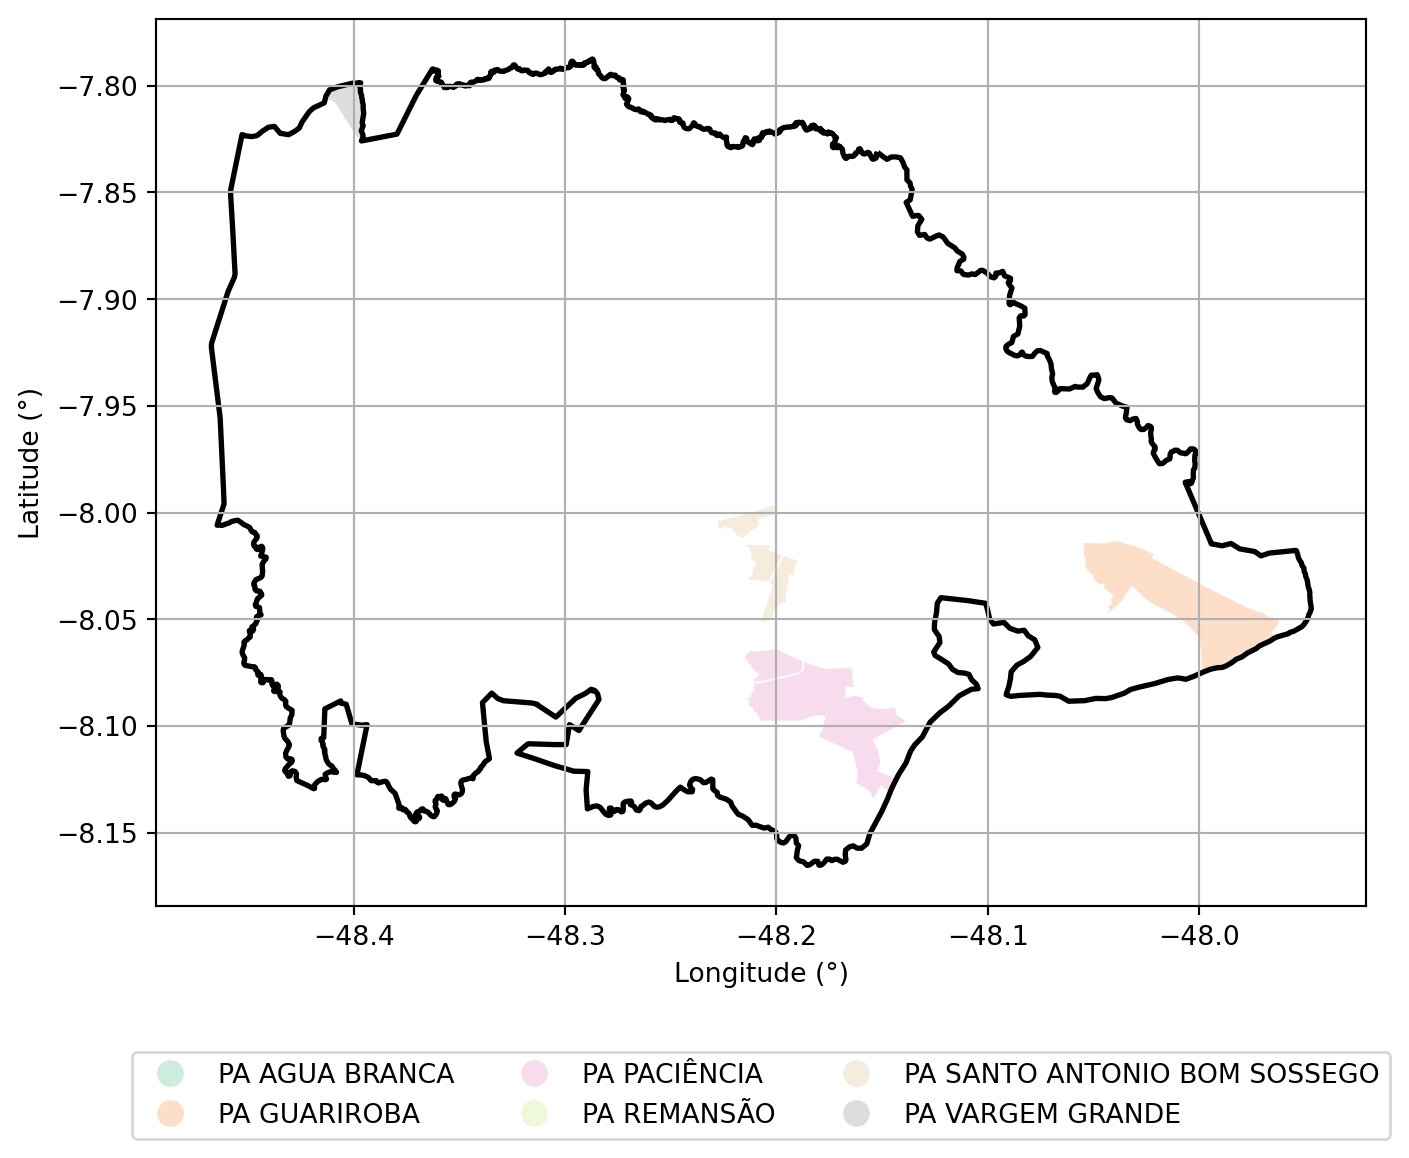 −7.80
−7.85
−7.90
−7.95
−8.00
−8.05
−8.10
−8.15
Latitude (°)
−48.4 −48.3 −48.2 −48.1 −48.0
Longitude (°)
PA AGUA BRANCA PA PACIÊNCIA PA SANTO ANTONIO BOM SOSSEGO
PA GUARIROBA PA REMANSÃO PA VARGEM GRANDE